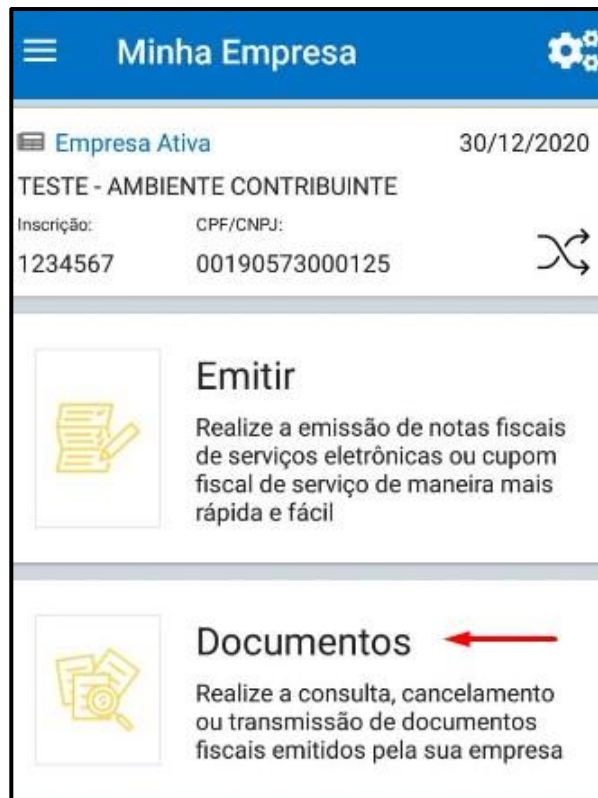 Minha Empresa
Empresa Ativa 30/12/2020
TESTE - AMBIENTE CONTRIBUINTE
Inscrição: CPF/CNPJ:
1234567 00190573000125
Emitir
Realize a emissão de notas fiscais
de serviços eletrônicas ou cupom
fiscal de serviço de maneira mais
rápida e fácil
Documentos
Realize a consulta, cancelamento
ou transmissão de documentos
fiscais emitidos pela sua empresa